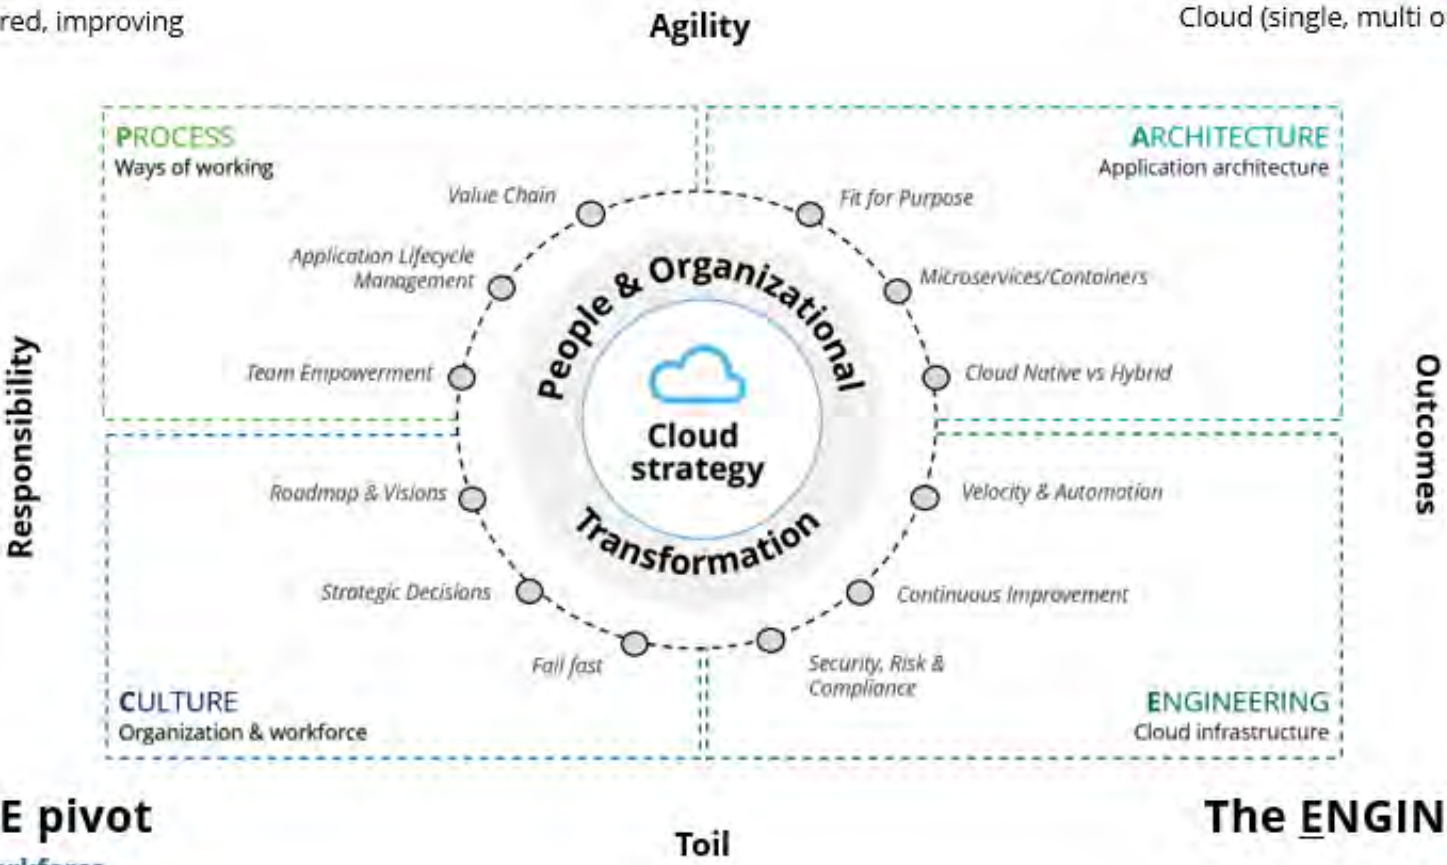 red, improving
Agility
Cloud (single, multi o
PROCESS
Ways of working
ARCHITECTURE
Application architecture
Value Chain
Fit for Purpose
Application Lifecycle
Management
Microservices/Containers
Team Empowerment
Cloud Native vs Hybrid
People & Organizational
Transformation
Cloud
strategy
Responsibility
Outcomes
Roadmap & Visions
Velocity & Automation
Strategic Decisions
Continuous Improvement
Fail fast
Security, Risk &
Compliance
CULTURE
Organization & workforce
ENGINEERING
Cloud infrastructure
E pivot
The ENGIN
Toil